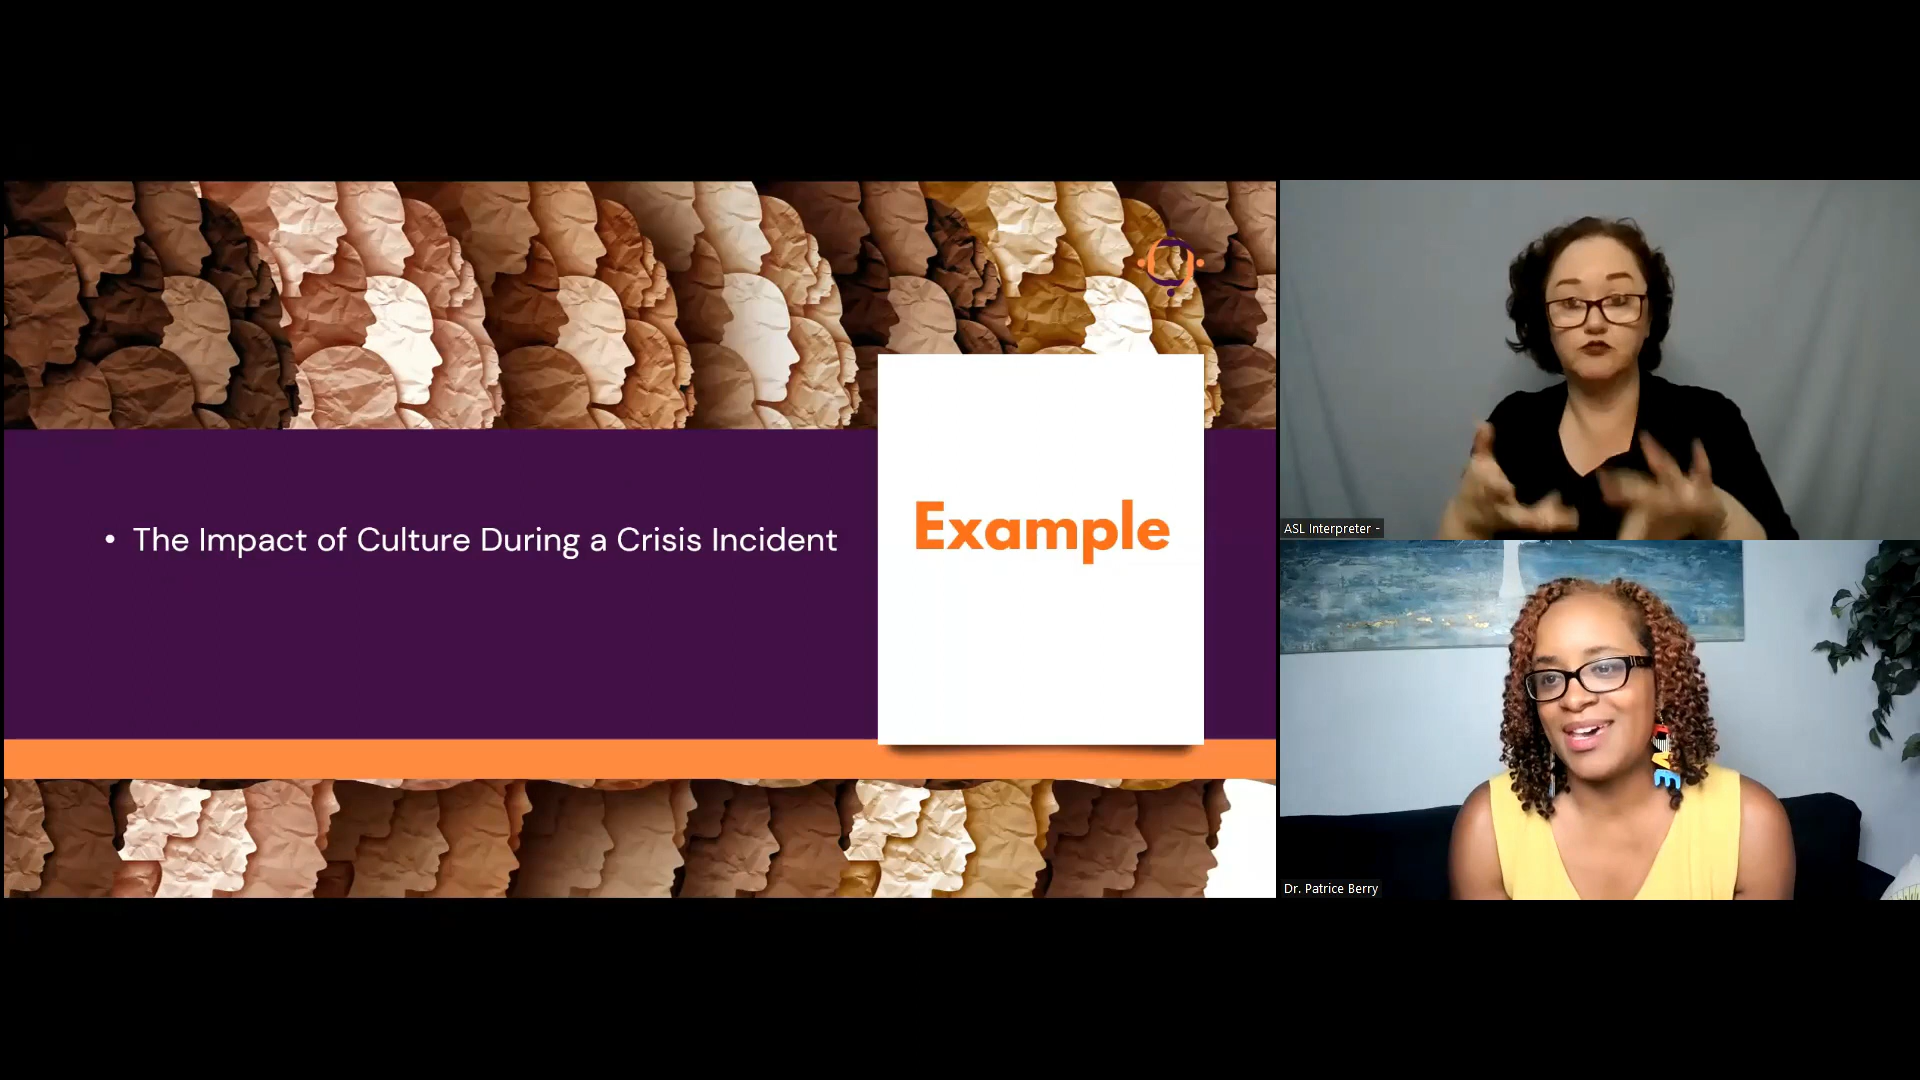 • The Impact of Culture During a Crisis Incident
Example
ASL Interpreter -
Dr. Patrice Berry